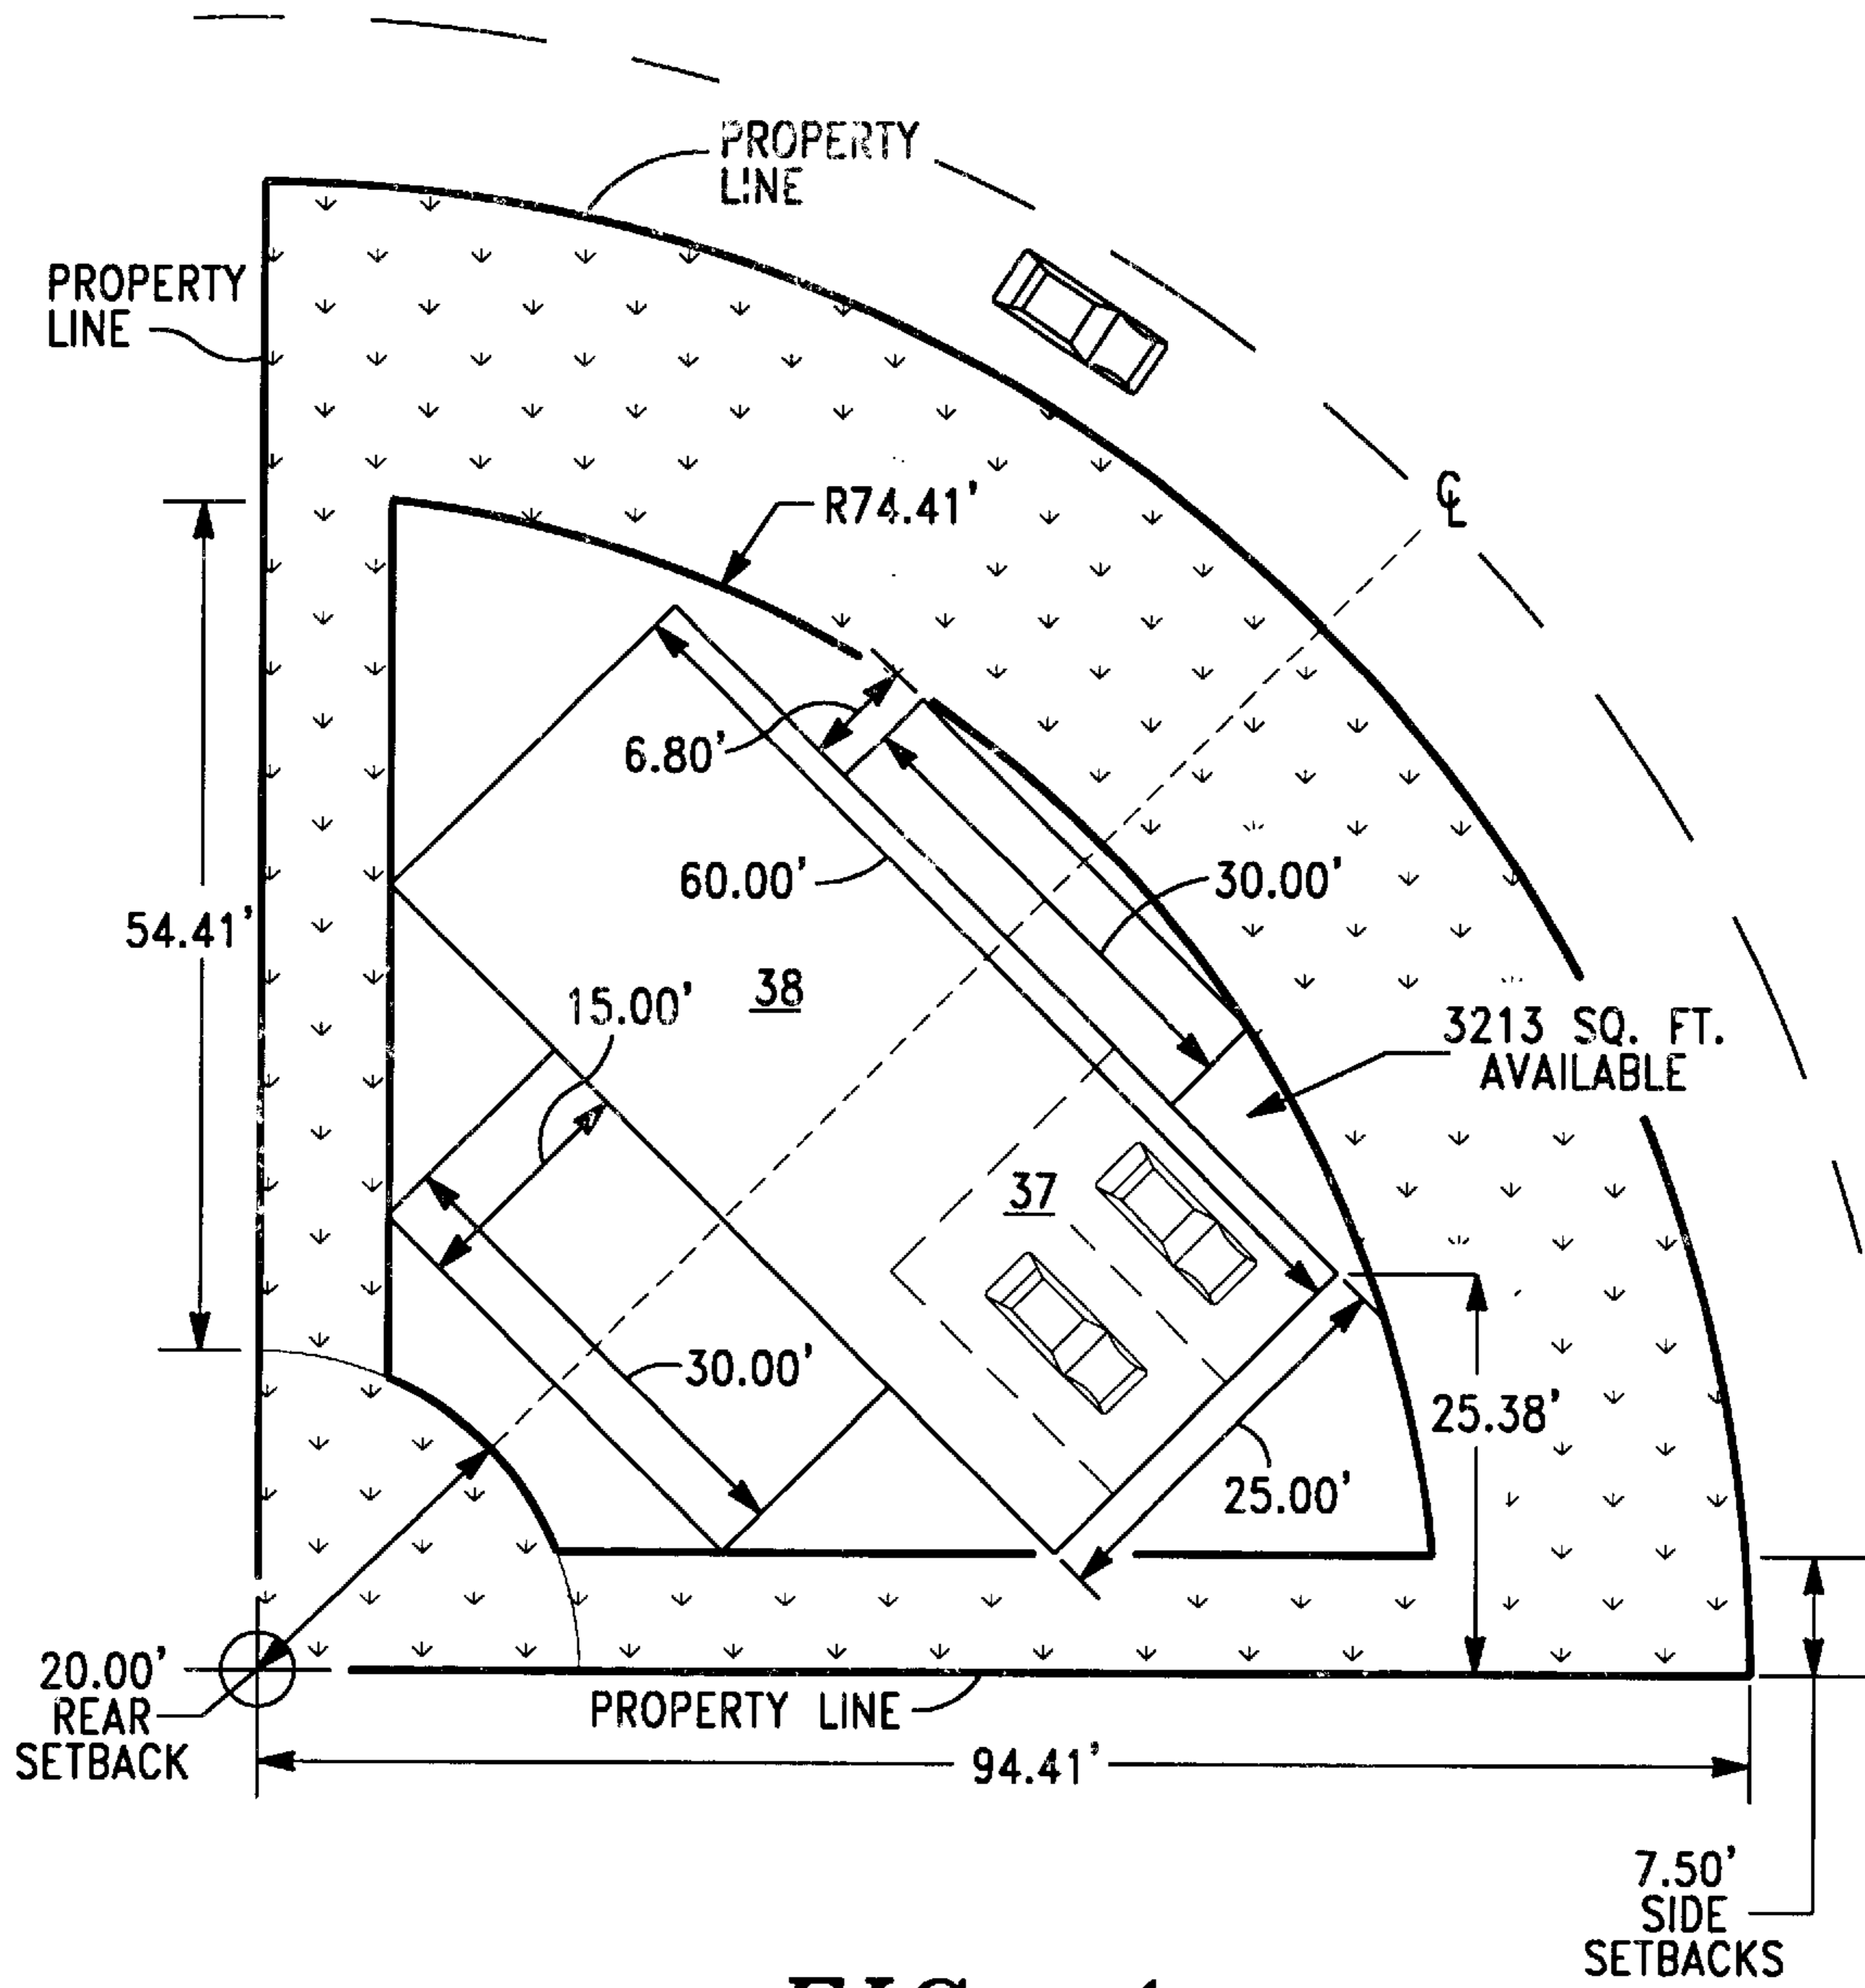 PROPERTY
LINE
PROPERTY
LINE
℄
R74.41'
6.80'
60.00'
30.00'
54.41'
38
15.00'
3213 SQ. FT.
AVAILABLE
37
30.00'
25.38'
25.00'
20.00'
REAR
SETBACK
PROPERTY LINE
94.41'
7.50'
SIDE
SETBACKS